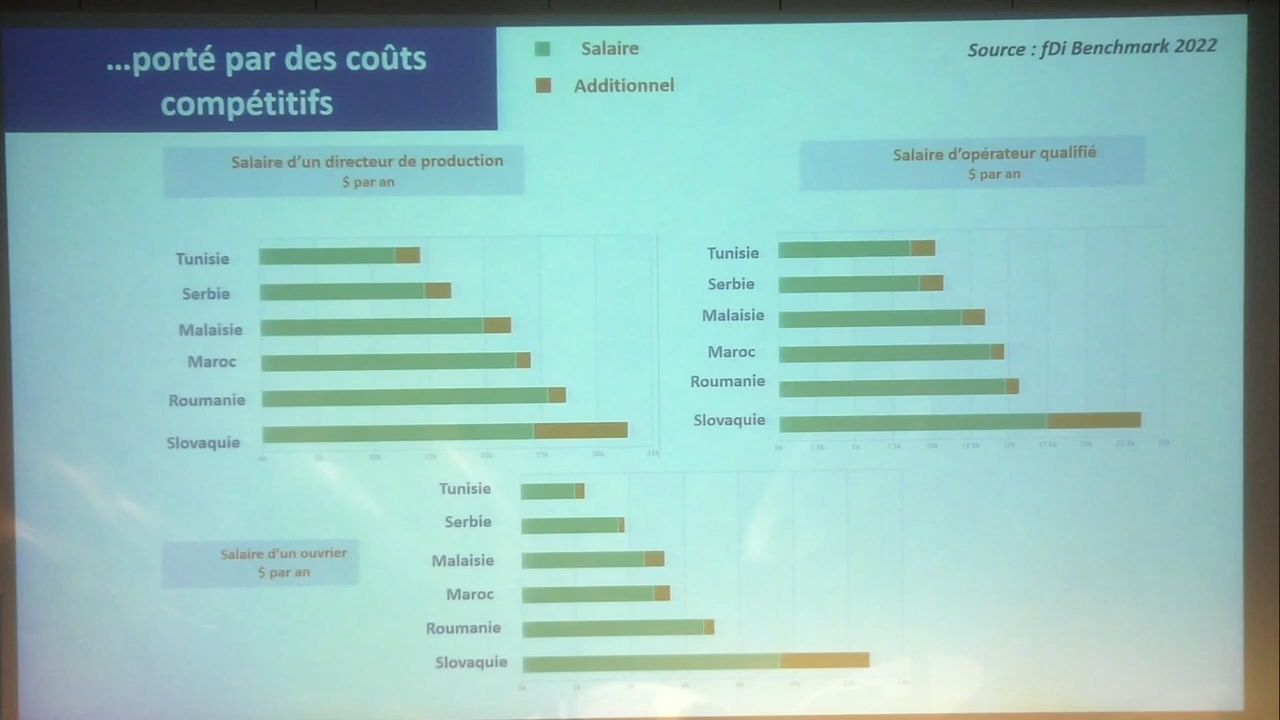 ...porté par des coûts
compétitifs
Salaire
Additionnel
Source : fDi Benchmark 2022
Salaire d'un directeur de production
$ par an
Tunisie
Serbie
Malaisie
Maroc
Roumanie
Slovaquie
Salaire d'opérateur qualifié
$ par an
Tunisie
Serbie
Malaisie
Maroc
Roumanie
Slovaquie
Salaire d'un ouvrier
$ par an
Tunisie
Serbie
Malaisie
Maroc
Roumanie
Slovaquie